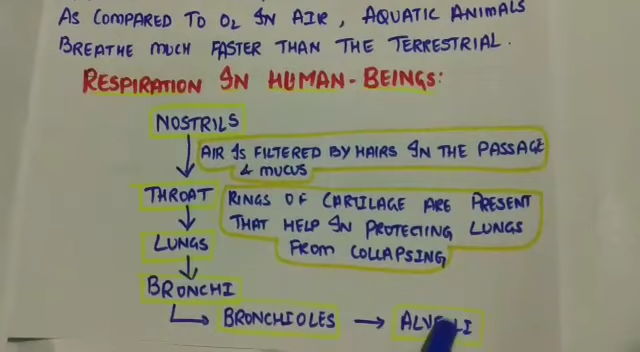 AS COMPARED TO O2 IN AIR, AQUATIC ANIMALS
BREATHE MUCH FASTER THAN THE TERRESTRIAL.
RESPIRATION IN HUMAN-BEINGS:
NOSTRILS
AIR IS FILTERED BY HAIRS IN THE PASSAGE
& MUCUS
THROAT
RINGS OF CARTILAGE ARE PRESENT
THAT HELP IN PROTECTING LUNGS
FROM COLLAPSING
LUNGS
BRONCHI
BRONCHIOLES → ALVEOLI